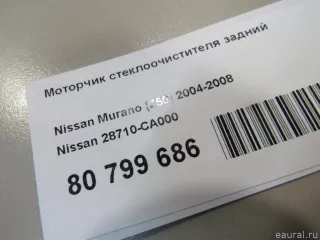 Моторчик стеклоочистителя задний
Nissan Murano (Z50) 2004-2008
Nissan 28710-CA000
80 799 686
eaural.ru